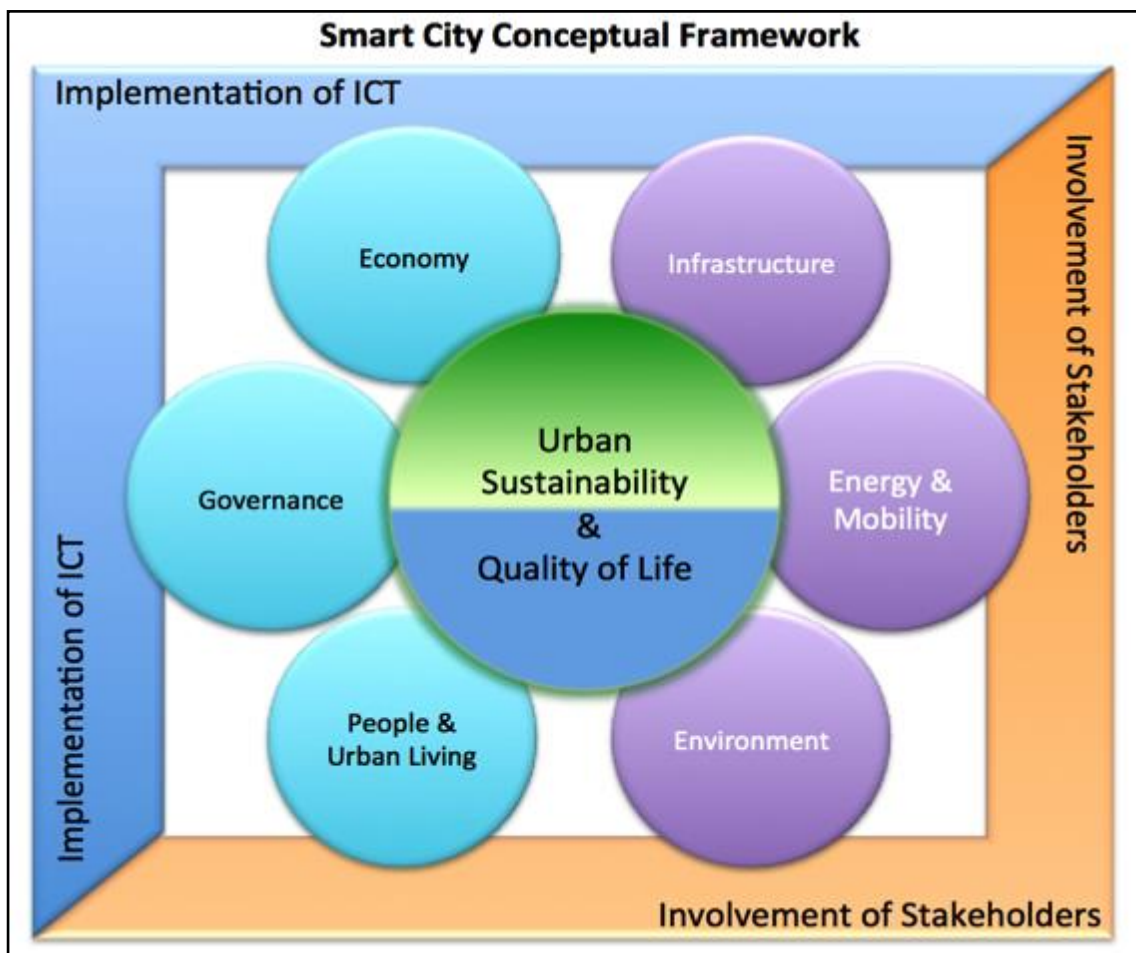 Smart City Conceptual Framework
Implementation of ICT
Involvement of Stakeholders
Economy
Infrastructure
Urban
Sustainability
&
Quality of Life
Governance
Energy &
Mobility
Implementation of ICT
People &
Urban Living
Environment
Involvement of Stakeholders